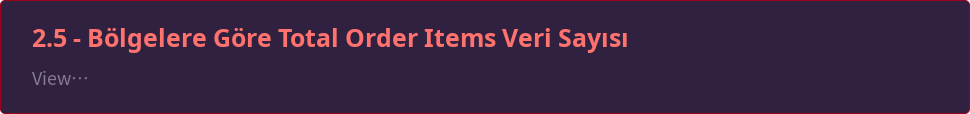 2.5 - Bölgelere Göre Total Order Items Veri Sayısı
View···